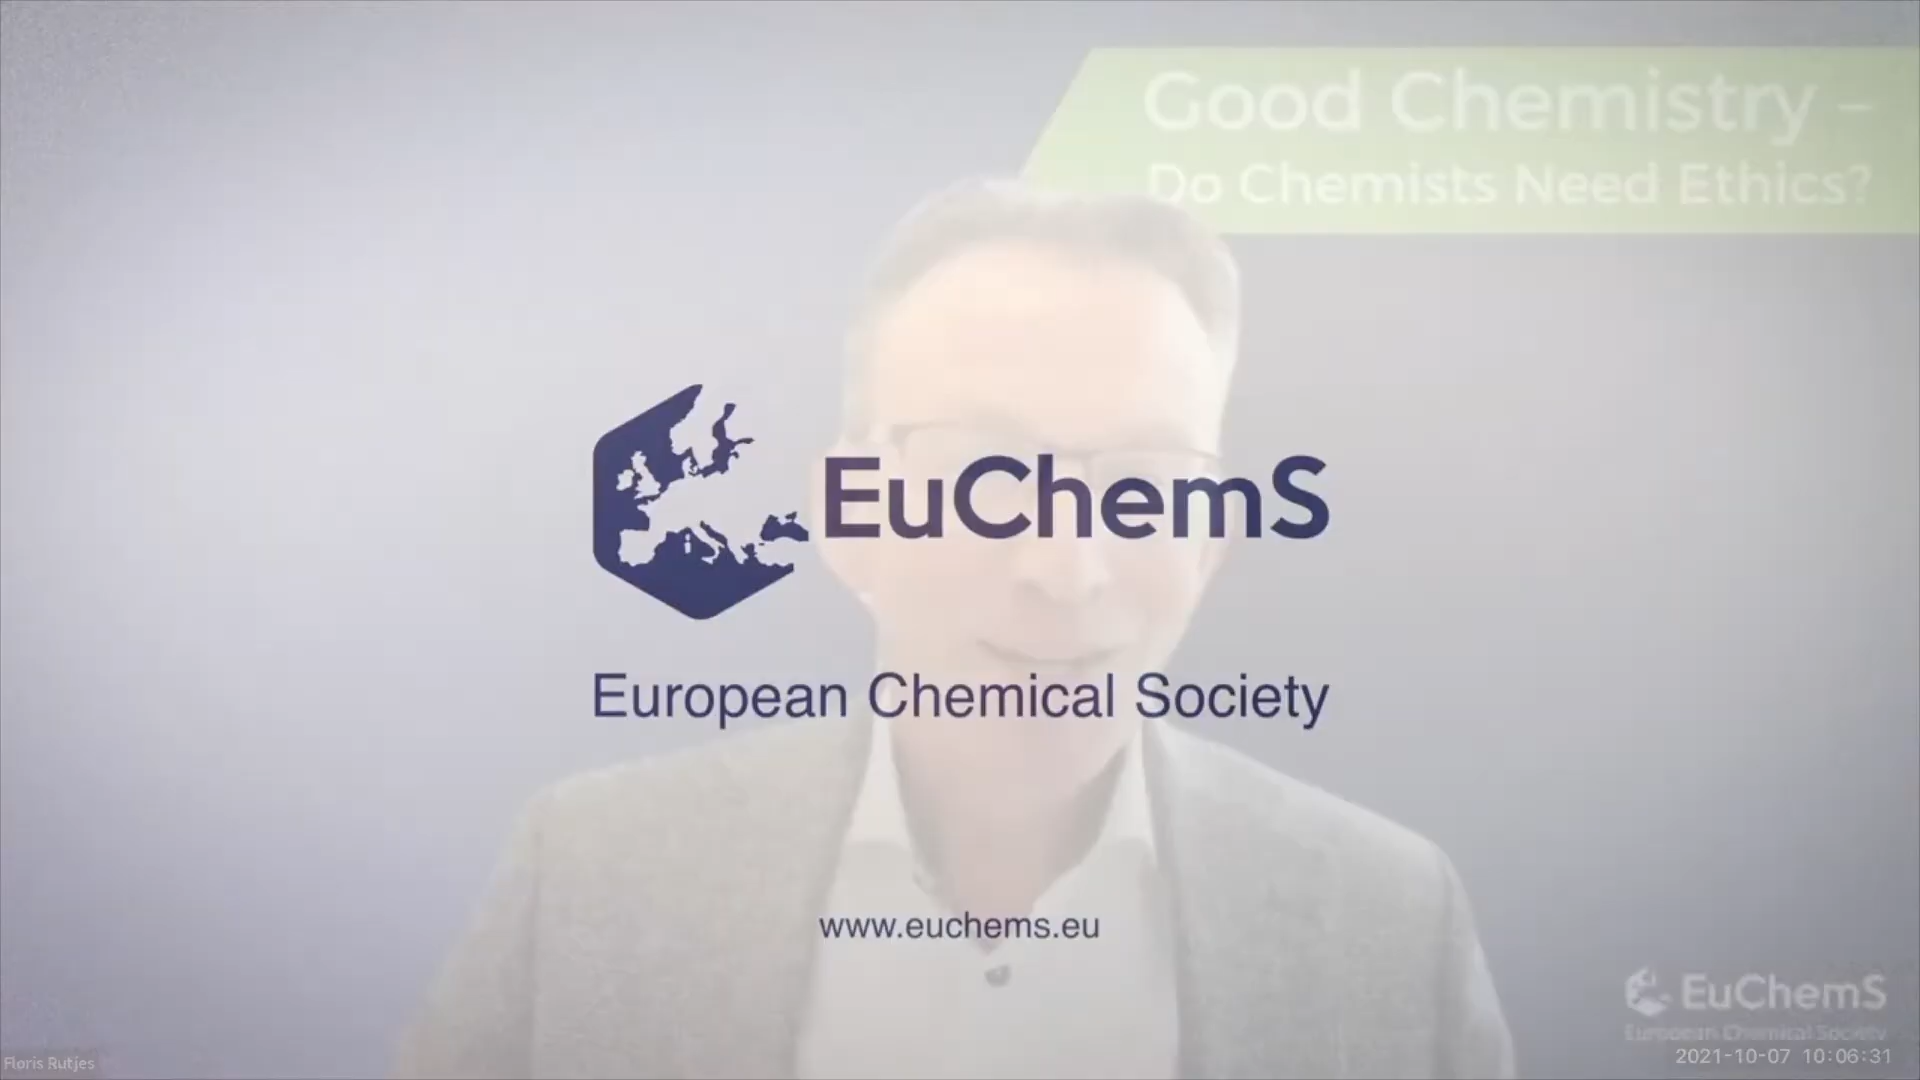 Good Chemistry –
Do Chemists Need Ethics?
EuChemS
European Chemical Society
www.euchems.eu
EuChemS
European Chemical Society
Floris Rutjes
2021-10-07 10:06:31